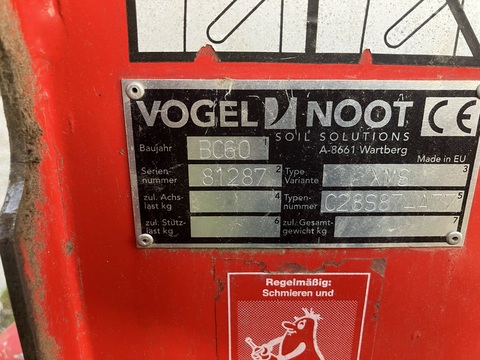 VOGEL NOOT CE
SOIL SOLUTIONS
A-8661 Wartberg
Made in EU
Baujahr 1
Serien-
nummer 81287 2
Type
Variante 3
zul. Achs-
last kg 4
Typen-
nummer 5
zul. Stütz-
last kg 6
zul. Gesamt-
gewicht kg 7
Regelmäßig:
Schmieren und